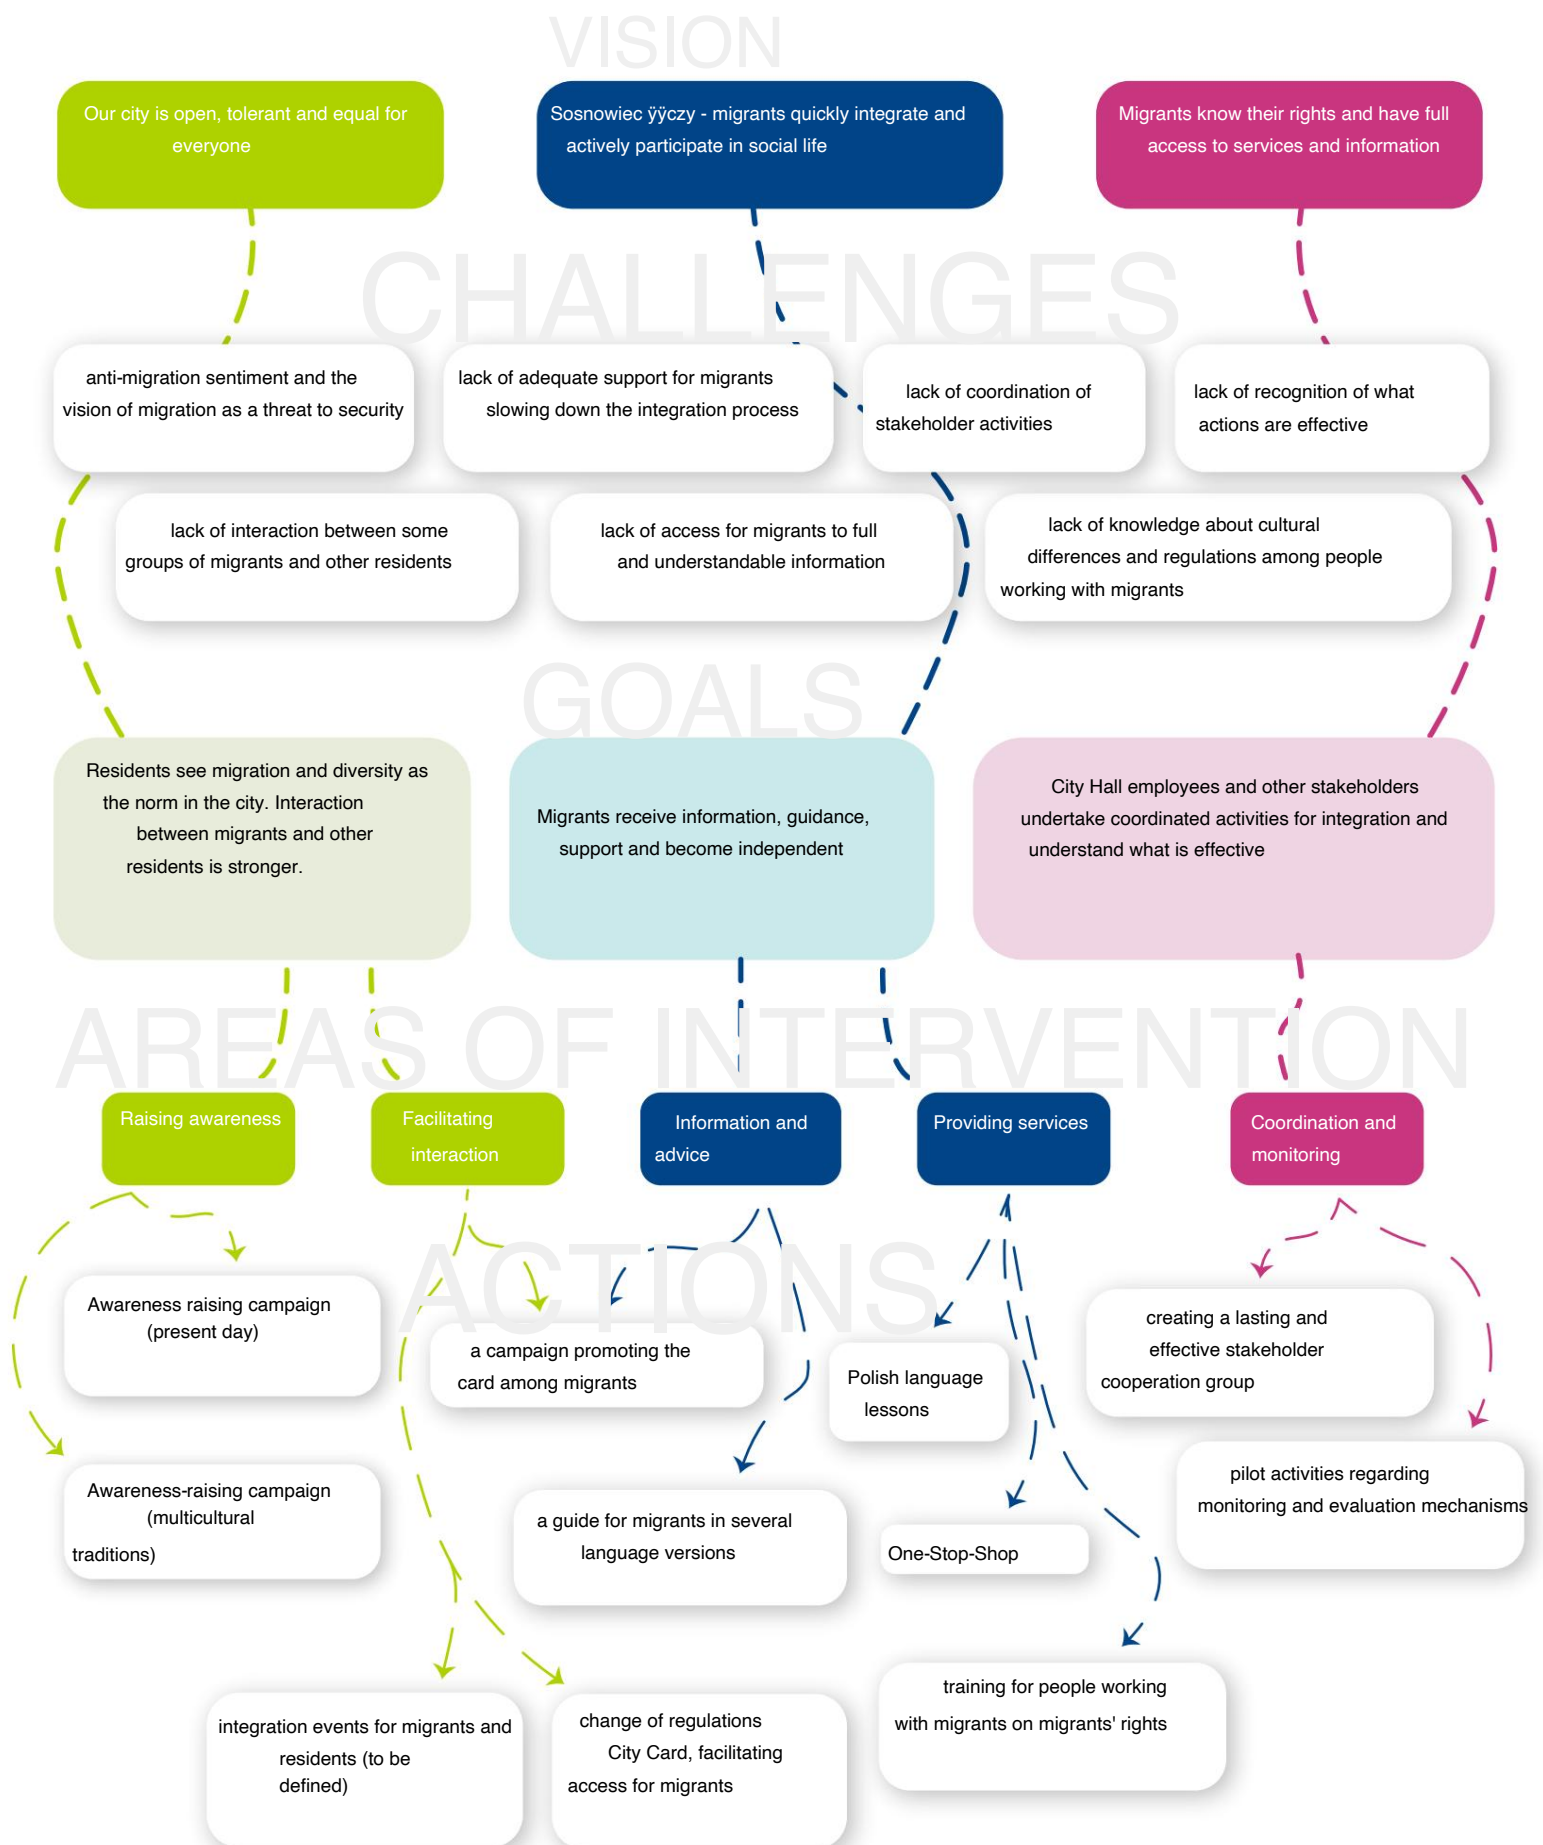 VISION
Our city is open, tolerant and equal for
everyone
Sosnowiec ÿÿczy - migrants quickly integrate and
actively participate in social life
Migrants know their rights and have full
access to services and information
CHALLENGES
anti-migration sentiment and the
vision of migration as a threat to security
lack of adequate support for migrants
slowing down the integration process
lack of coordination of
stakeholder activities
lack of recognition of what
actions are effective
lack of interaction between some
groups of migrants and other residents
lack of access for migrants to full
and understandable information
lack of knowledge about cultural
differences and regulations among people
working with migrants
GOALS
Residents see migration and diversity as
the norm in the city. Interaction
between migrants and other
residents is stronger.
Migrants receive information, guidance,
support and become independent
City Hall employees and other stakeholders
undertake coordinated activities for integration and
understand what is effective
AREAS OF INTERVENTION
Raising awareness
Facilitating
interaction
Information and
advice
Providing services
Coordination and
monitoring
ACTIONS
Awareness raising campaign
(present day)
a campaign promoting the
card among migrants
Polish language
lessons
creating a lasting and
effective stakeholder
cooperation group
Awareness-raising campaign
(multicultural
traditions)
a guide for migrants in several
language versions
One-Stop-Shop
pilot activities regarding
monitoring and evaluation mechanisms
integration events for migrants and
residents (to be
defined)
change of regulations
City Card, facilitating
access for migrants
training for people working
with migrants on migrants' rights